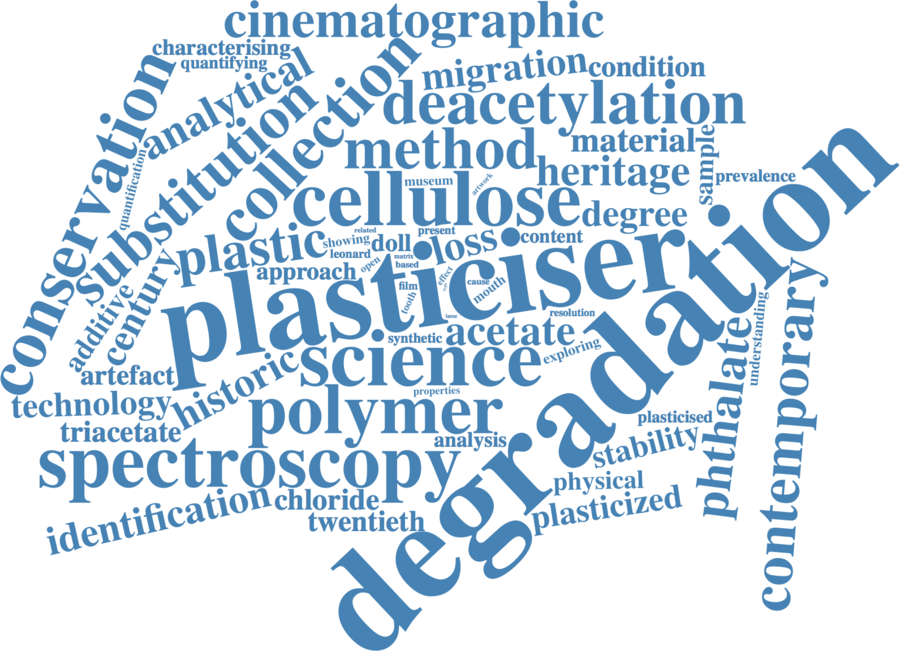 cinematographic
characterising
quantifying
analytical
collection
migration
condition
conservation
substitution
deacetylation
quantification
method
material
sample
heritage
prevalence
museum
artwork
cellulose
degree
plastic
related
showing
leonard
doll
present
matrix
based
loss
content
century
additive
approach
open
plasticiser
film
tooth
effect
cause
mouth
resolution
degradation
contemporary
understanding
phthalate
synthetic
acetate
exploring
science
artefact
historic
technology
properties
polymer
triacetate
analysis
plasticised
stability
spectroscopy
physical
plasticized
identification
chloride
twentieth